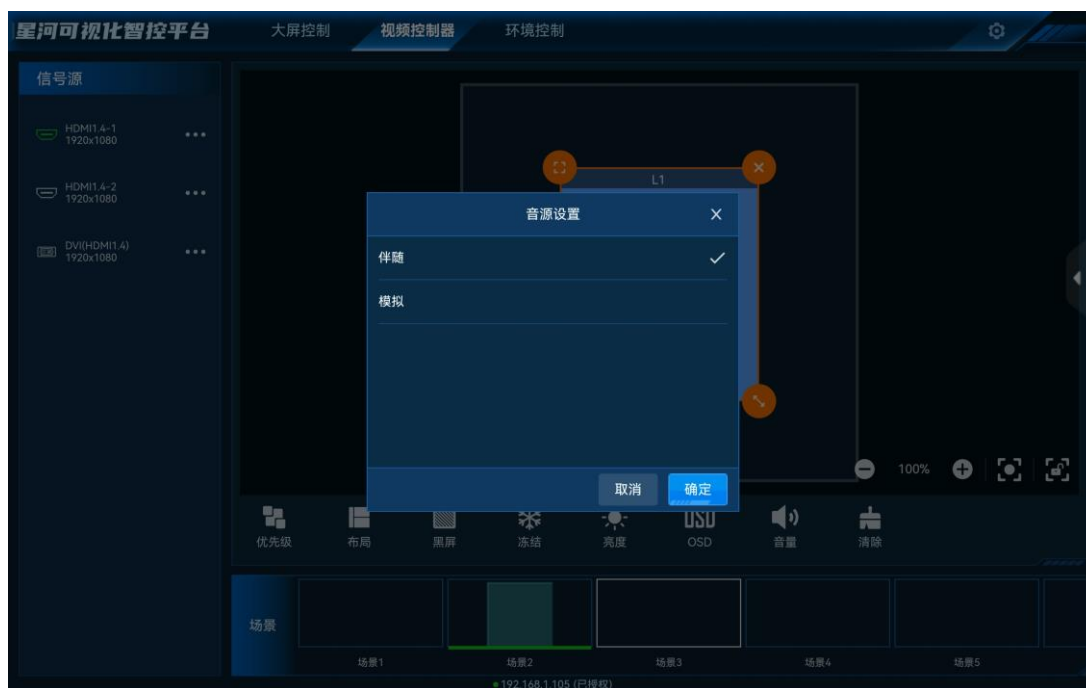 星河可视化智控平台
大屏控制
视频控制器
环境控制
信号源
HDMI1.4-1
1920x1080
HDMI1.4-2
1920x1080
DVI(HDMI1.4)
1920x1080
L1
音源设置
伴随
模拟
取消
确定
100%
优先级
布局
黑屏
冻结
亮度
OSD
OSD
音量
清除
场景
场景1
场景2
场景3
场景4
场景5
192.168.1.105 (已授权)